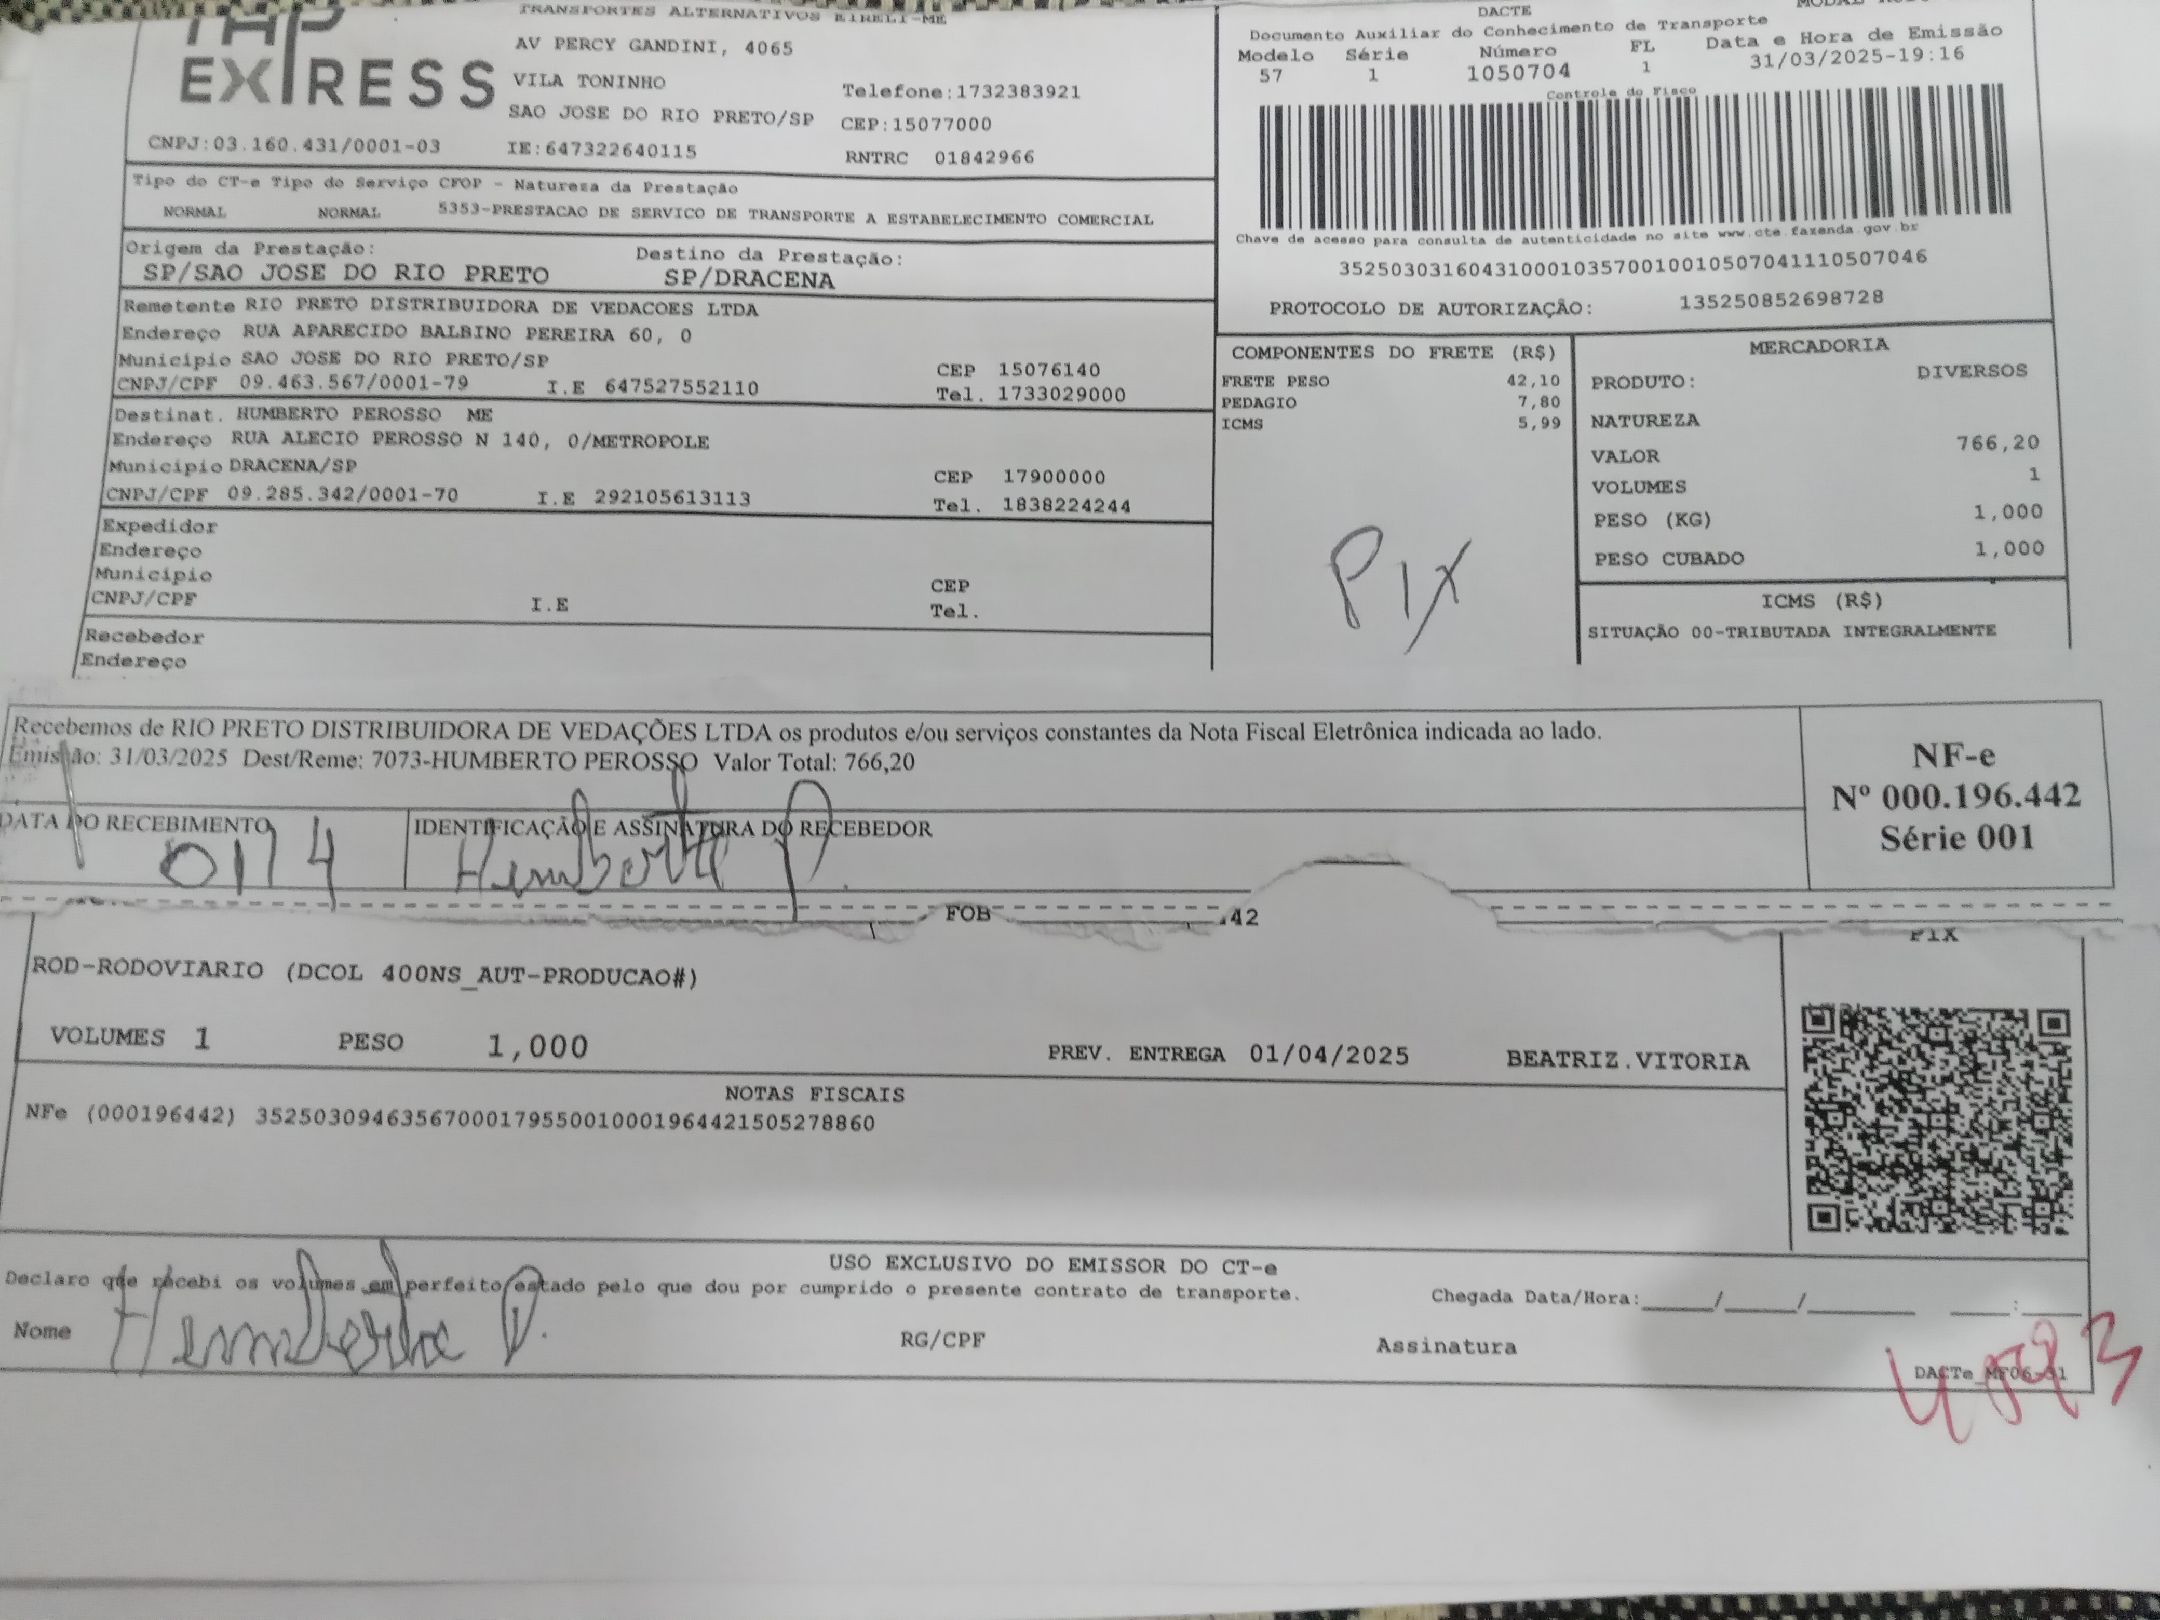 TAP
EXPRESS
TRANSPORTES ALTERNATIVOS EIRELI-ME
AV PERCY GANDINI, 4065
VILA TONINHO
SAO JOSE DO RIO PRETO/SP
Telefone:1732383921
CEP:15077000
CNPJ:03.160.431/0001-03 IE:647322640115 RNTRC 01842966
Tipo do CT-e Tipo do Serviço CFOP - Natureza da Prestação
NORMAL NORMAL 5353-PRESTACAO DE SERVICO DE TRANSPORTE A ESTABELECIMENTO COMERCIAL
Origem da Prestação: Destino da Prestação:
SP/SAO JOSE DO RIO PRETO SP/DRACENA
Remetente RIO PRETO DISTRIBUIDORA DE VEDACOES LTDA
Endereço RUA APARECIDO BALBINO PEREIRA 60, 0
Município SAO JOSE DO RIO PRETO/SP CEP 15076140
CNPJ/CPF 09.463.567/0001-79 I.E 647527552110 Tel. 1733029000
Destinat. HUMBERTO PEROSSO ME
Endereço RUA ALECIO PEROSSO N 140, 0/METROPOLE
Município DRACENA/SP CEP 17900000
CNPJ/CPF 09.285.342/0001-70 I.E 292105613113 Tel. 1838224244
Expedidor
Endereço
Município CEP
CNPJ/CPF I.E Tel.
Recebedor
Endereço
DACTE
Documento Auxiliar do Conhecimento de Transporte
Modelo Série Número FL Data e Hora de Emissão
57 1 1050704 1 31/03/2025-19:16
Controle do Fisco
Chave de acesso para consulta de autenticidade no site www.cte.fazenda.gov.br
35250303160431000103570010010507041110507046
PROTOCOLO DE AUTORIZAÇÃO: 135250852698728
COMPONENTES DO FRETE (R$)
FRETE PESO 42,10
PEDAGIO 7,80
ICMS 5,99
PIX
MERCADORIA
PRODUTO: DIVERSOS
NATUREZA
VALOR 766,20
VOLUMES 1
PESO (KG) 1,000
PESO CUBADO 1,000
ICMS (R$)
SITUAÇÃO 00-TRIBUTADA INTEGRALMENTE
Recebemos de RIO PRETO DISTRIBUIDORA DE VEDAÇÕES LTDA os produtos e/ou serviços constantes da Nota Fiscal Eletrônica indicada ao lado.
Emissão: 31/03/2025 Dest/Reme: 7073-HUMBERTO PEROSSO Valor Total: 766,20
DATA DO RECEBIMENTO IDENTIFICAÇÃO E ASSINATURA DO RECEBEDOR
Humberto P.
NF-e
Nº 000.196.442
Série 001
FOB .42
PIX
ROD-RODOVIARIO (DCOL 400NS_AUT-PRODUCAO#)
VOLUMES 1 PESO 1,000 PREV. ENTREGA 01/04/2025 BEATRIZ.VITORIA
NOTAS FISCAIS
NFe (000196442) 35250309463567000179550010001964421505278860
USO EXCLUSIVO DO EMISSOR DO CT-e
Declaro que recebi os volumes em perfeito estado pelo que dou por cumprido o presente contrato de transporte. Chegada Data/Hora:____/____/______ ____:____
Nome Humberto P. RG/CPF Assinatura
DACTe_MF06-01